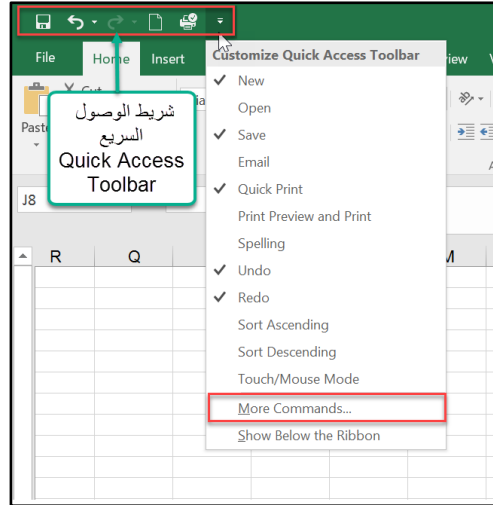 File
Home
Insert
iew
Cut
Paste
شريط الوصول
السريع
Quick Access
Toolbar
J8
R
Q
M
Customize Quick Access Toolbar
New
Open
Save
Email
Quick Print
Print Preview and Print
Spelling
Undo
Redo
Sort Ascending
Sort Descending
Touch/Mouse Mode
More Commands...
Show Below the Ribbon